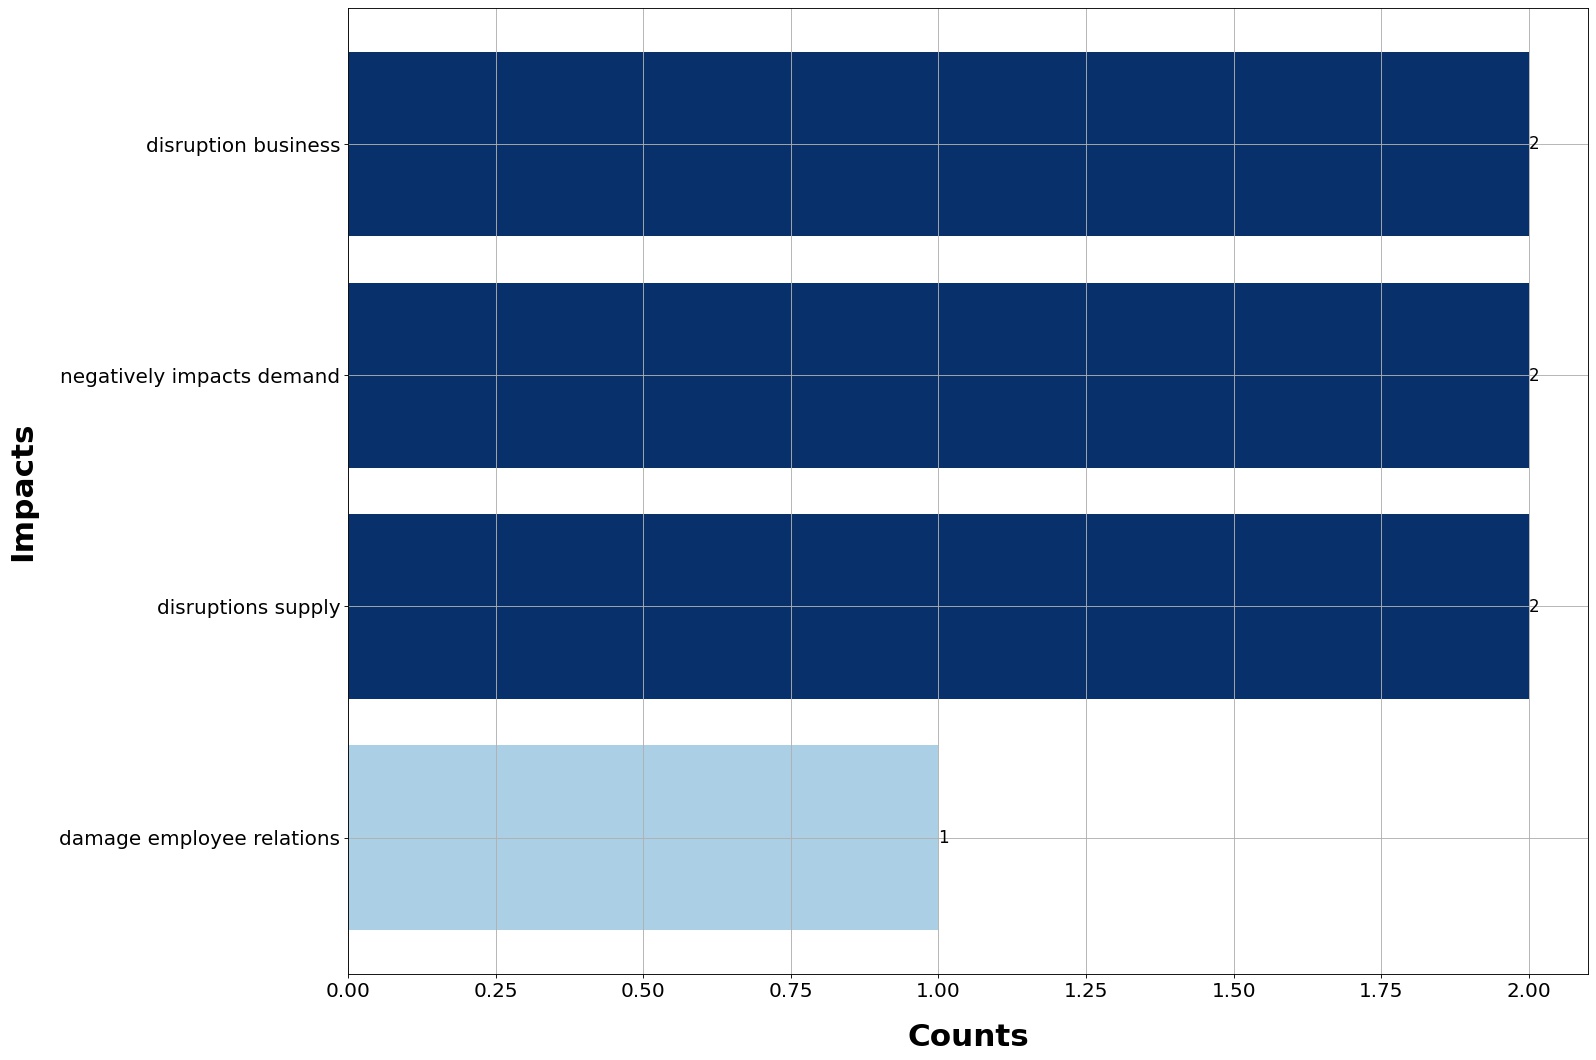 disruption business
2
negatively impacts demand
2
disruptions supply
2
damage employee relations
1
Impacts
0.00 0.25 0.50 0.75 1.00 1.25 1.50 1.75 2.00
Counts